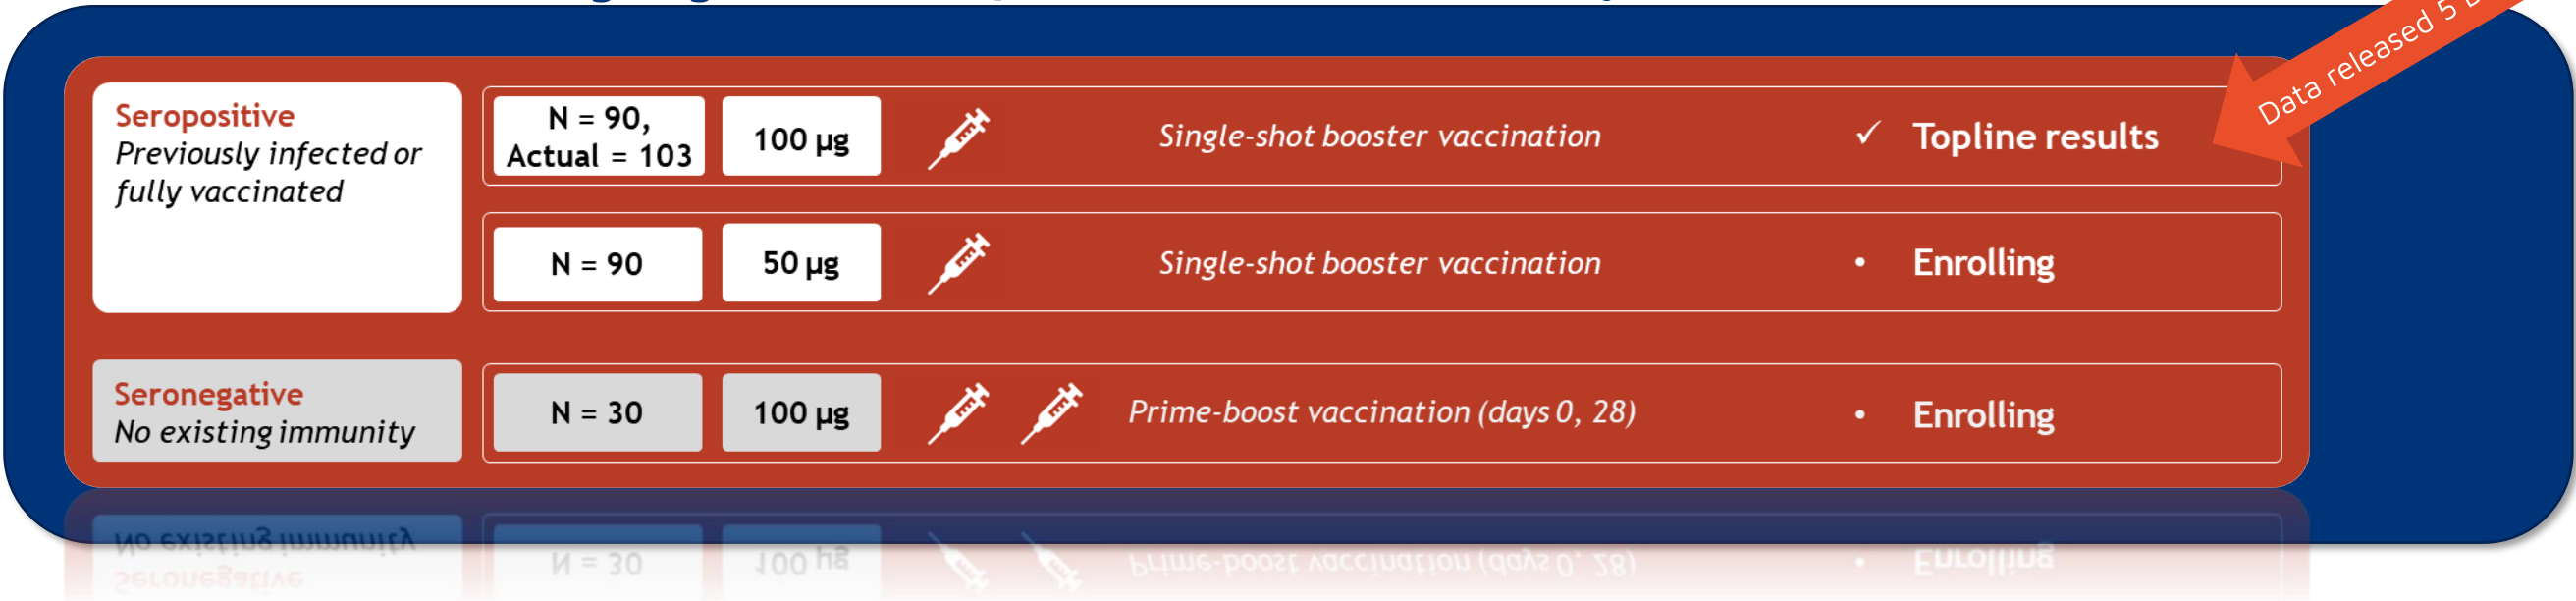 Data released 5
Seropositive
Previously infected or
fully vaccinated
N = 90,
Actual = 103
100 µg
Single-shot booster vaccination
✓ Topline results
N = 90
50 µg
Single-shot booster vaccination
• Enrolling
Seronegative
No existing immunity
N = 30
100 µg
Prime-boost vaccination (days 0, 28)
• Enrolling